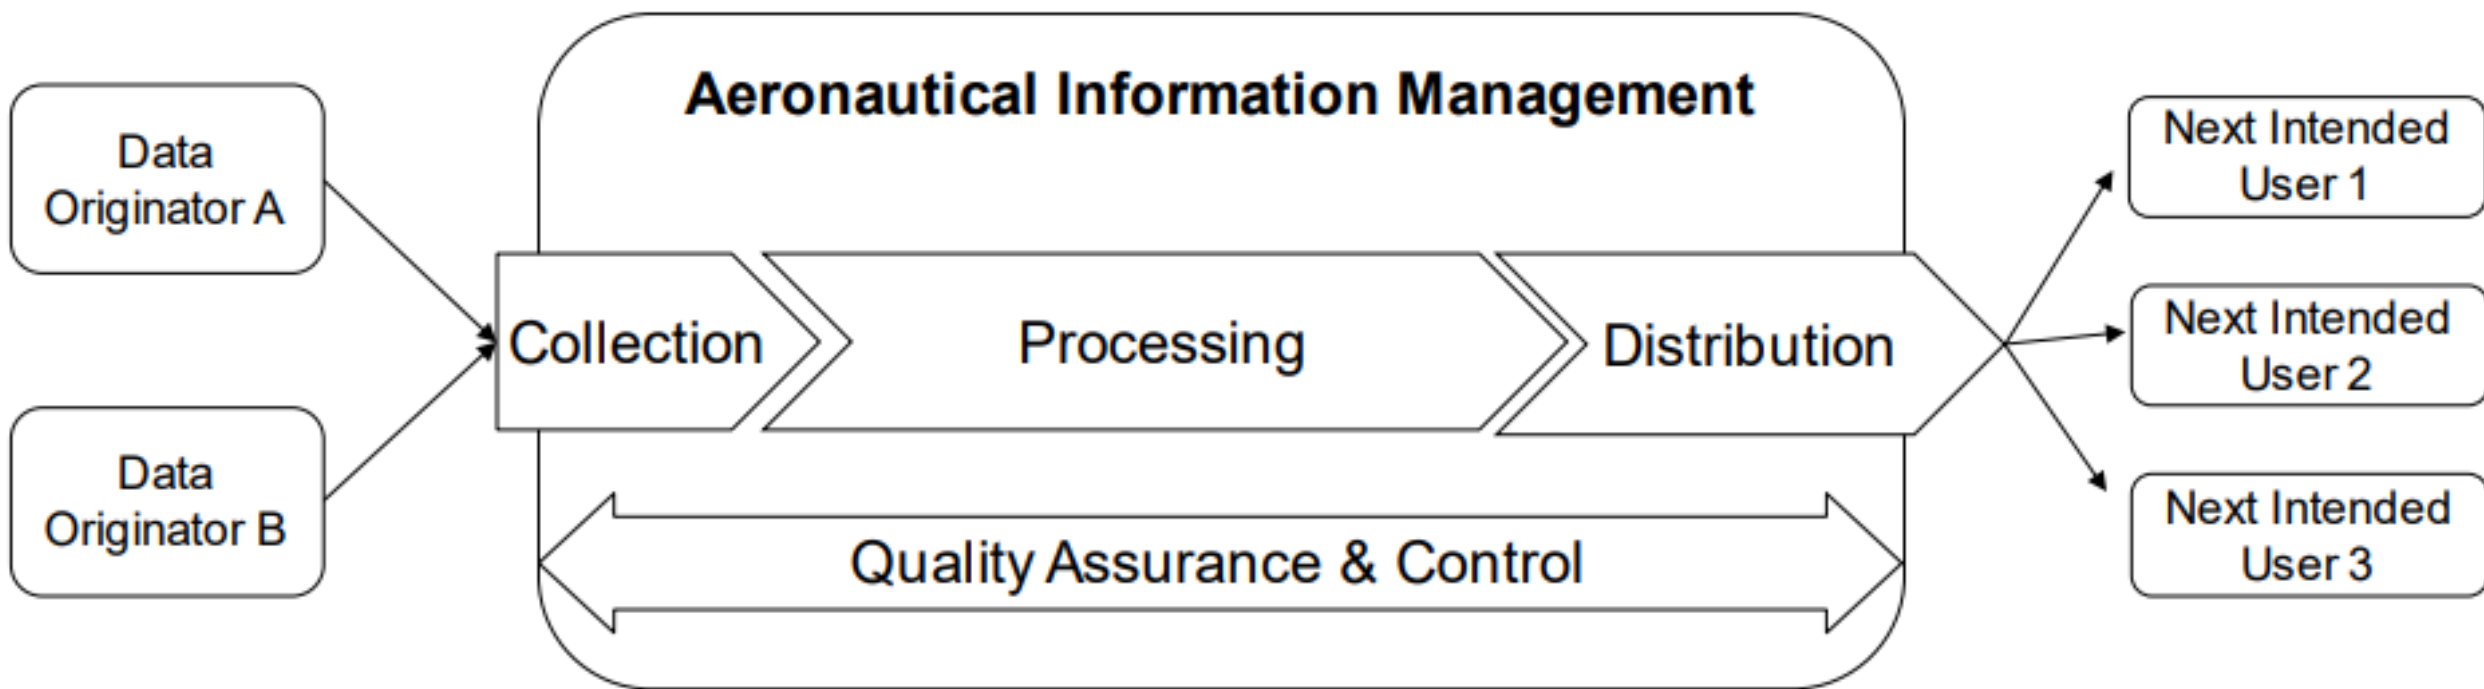 Aeronautical Information Management
Data
Originator A
Data
Originator B
Collection
Processing
Distribution
Quality Assurance & Control
Next Intended
User 1
Next Intended
User 2
Next Intended
User 3